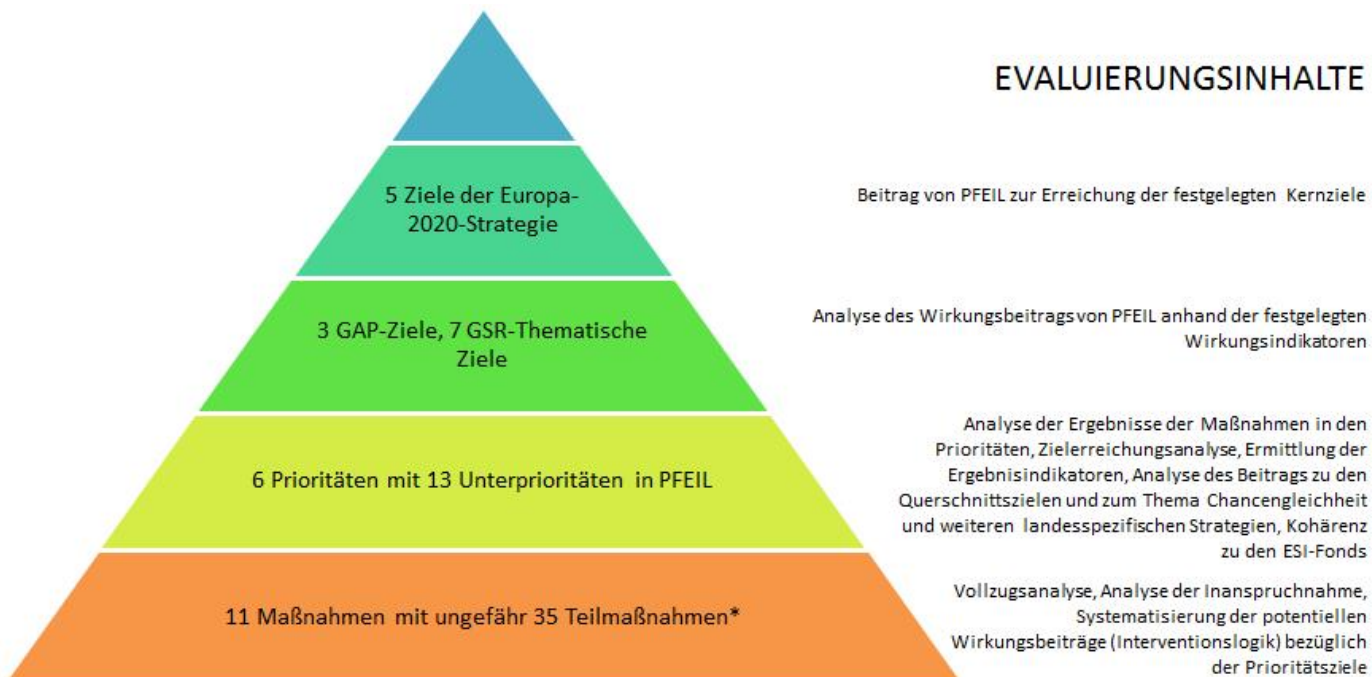 EVALUIERUNGSINHALTE
5 Ziele der Europa-
2020-Strategie
Beitrag von PFEIL zur Erreichung der festgelegten Kernziele
3 GAP-Ziele, 7 GSR-Thematische
Ziele
Analyse des Wirkungsbeitrags von PFEIL anhand der festgelegten
Wirkungsindikatoren
6 Prioritäten mit 13 Unterprioritäten in PFEIL
Analyse der Ergebnisse der Maßnahmen in den
Prioritäten, Zielerreichungsanalyse, Ermittlung der
Ergebnisindikatoren, Analyse des Beitrags zu den
Querschnittszielen und zum Thema Chancengleichheit
und weiteren landesspezifischen Strategien, Kohärenz
zu den ESI-Fonds
11 Maßnahmen mit ungefähr 35 Teilmaßnahmen*
Vollzugsanalyse, Analyse der Inanspruchnahme,
Systematisierung der potentiellen
Wirkungsbeiträge (Interventionslogik) bezüglich
der Prioritätsziele